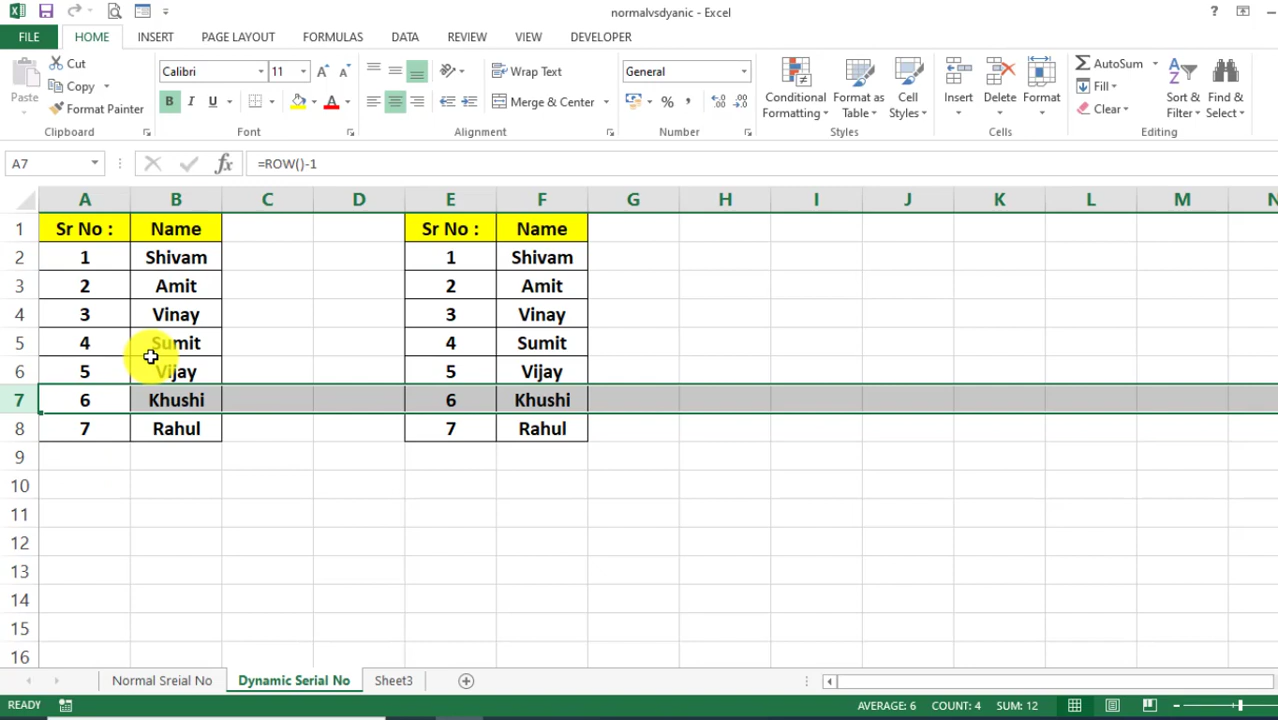 normalvsdyanic - Excel
FILE HOME INSERT PAGE LAYOUT FORMULAS DATA REVIEW VIEW DEVELOPER
Paste
Cut
Copy
Format Painter
Clipboard
Calibri 11
B I U
Font
Wrap Text
Merge & Center
Alignment
General
%
Number
Conditional Formatting
Format as Table
Cell Styles
Styles
Insert Delete Format
Cells
AutoSum
Fill
Clear
Sort & Filter
Find & Select
Editing
A7 fx =ROW()-1
A B C D E F G H I J K L M N
1 Sr No : Name Sr No : Name
2 1 Shivam 1 Shivam
3 2 Amit 2 Amit
4 3 Vinay 3 Vinay
5 4 Sumit 4 Sumit
6 5 Vijay 5 Vijay
7 6 Khushi 6 Khushi
8 7 Rahul 7 Rahul
9
10
11
12
13
14
15
16
Normal Sreial No Dynamic Serial No Sheet3
READY AVERAGE: 6 COUNT: 4 SUM: 12